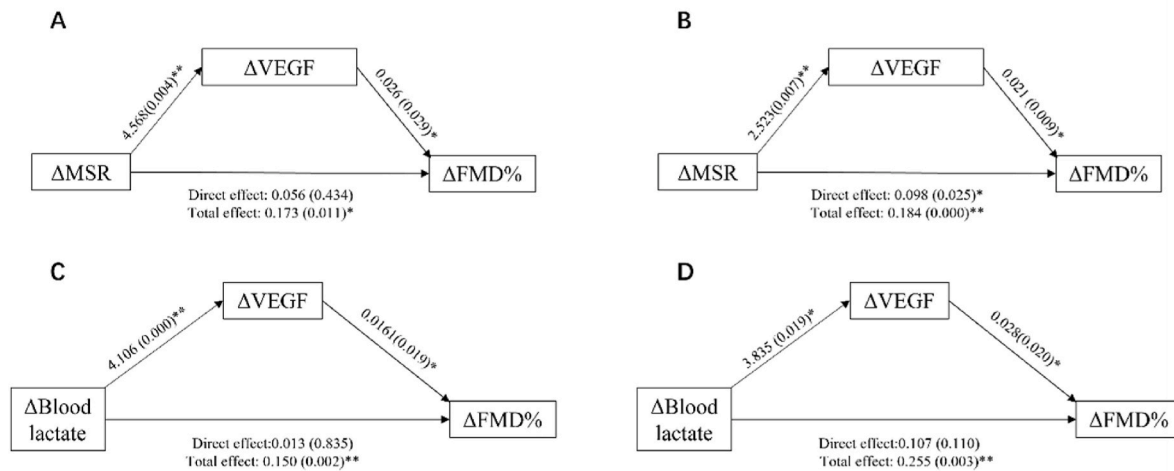 A
ΔVEGF
4.568(0.004)**
0.026 (0.029)*
ΔMSR
ΔFMD%
Direct effect: 0.056 (0.434)
Total effect: 0.173 (0.011)*
B
ΔVEGF
2.523(0.007)**
0.021 (0.009)*
ΔMSR
ΔFMD%
Direct effect: 0.098 (0.025)*
Total effect: 0.184 (0.000)**
C
ΔVEGF
4.106 (0.000)**
0.0161(0.019)*
ΔBlood
lactate
ΔFMD%
Direct effect:0.013 (0.835)
Total effect: 0.150 (0.002)**
D
ΔVEGF
3.835 (0.019)*
0.028(0.020)*
ΔBlood
lactate
ΔFMD%
Direct effect:0.107 (0.110)
Total effect: 0.255 (0.003)**